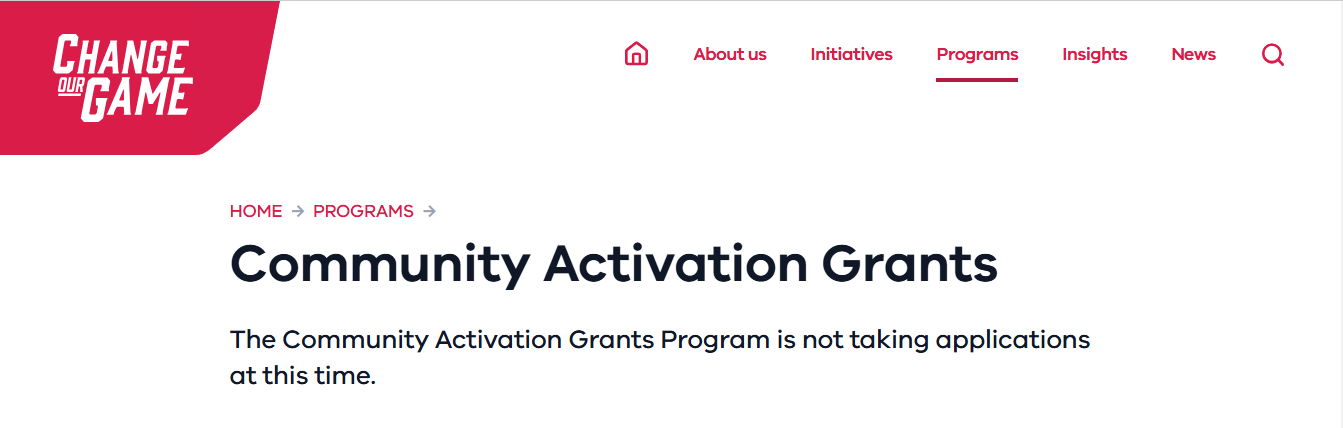 CHANGE
OUR GAME
About us
Initiatives
Programs
Insights
News
HOME → PROGRAMS →
Community Activation Grants
The Community Activation Grants Program is not taking applications
at this time.